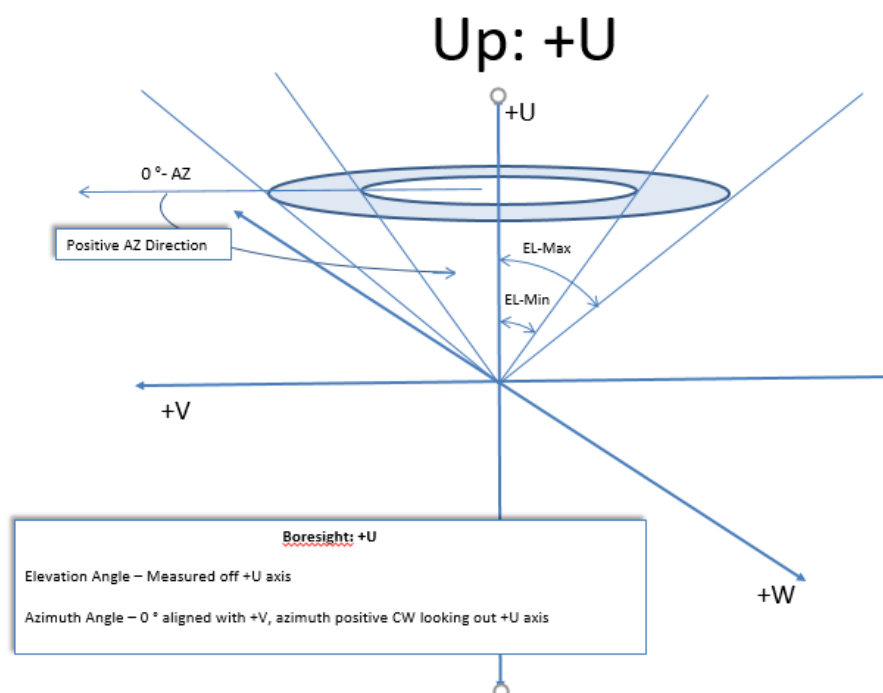 Up: +U
+U
0 °- AZ
Positive AZ Direction
EL-Max
EL-Min
+V
Boresight: +U
Elevation Angle – Measured off +U axis
+W
Azimuth Angle – 0 ° aligned with +V, azimuth positive CW looking out +U axis